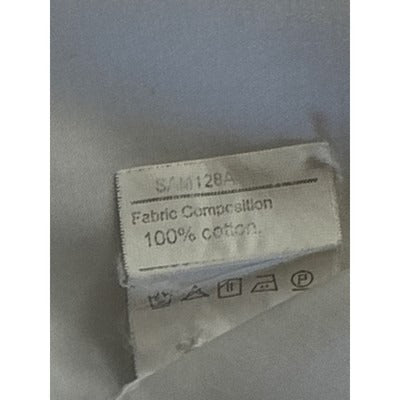 SAM128A
Fabric Composition
100% cotton.
P